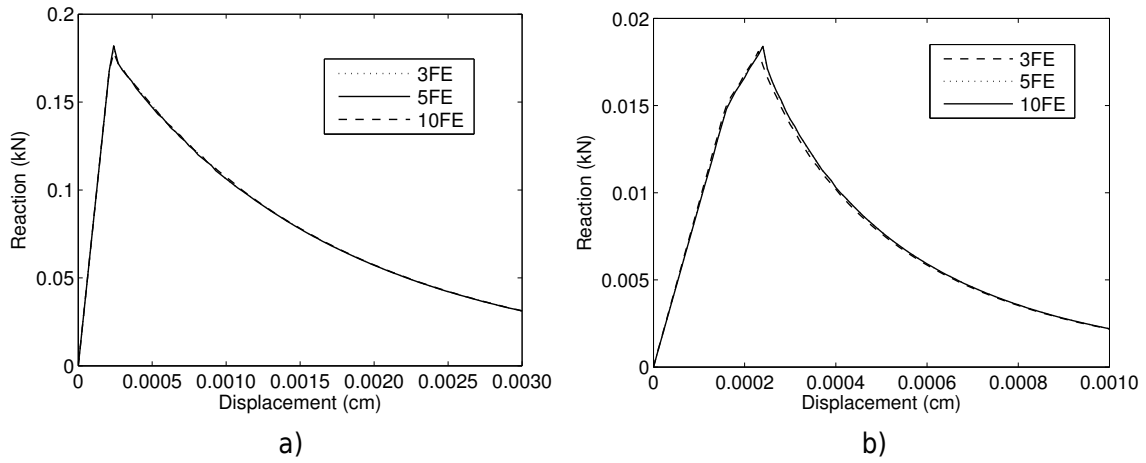 0.2
0.15
0.1
0.05
0
Reaction (kN)
3FE
5FE
10FE
0 0.0005 0.0010 0.0015 0.0020 0.0025 0.0030
Displacement (cm)
a)
0.02
0.015
0.01
0.005
0
Reaction (kN)
3FE
5FE
10FE
0 0.0002 0.0004 0.0006 0.0008 0.0010
Displacement (cm)
b)